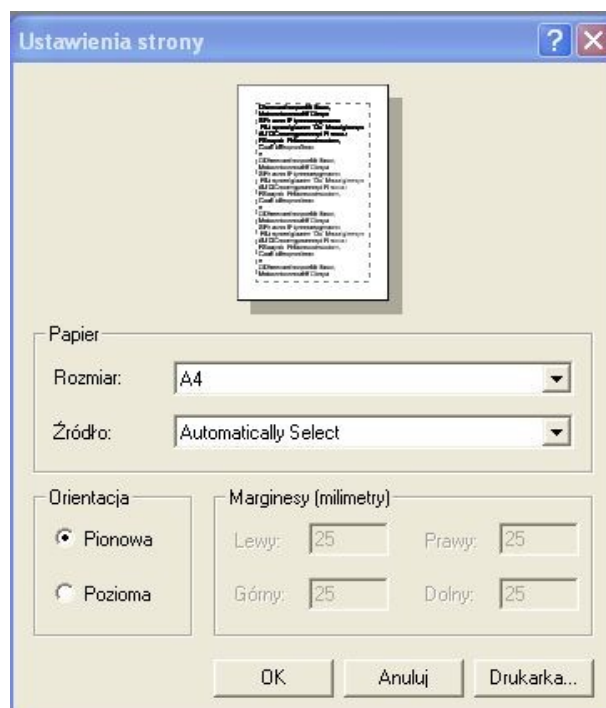 Ustawienia strony
Papier
Rozmiar: A4
Źródło: Automatically Select
Orientacja
Pionowa
Pozioma
Marginesy (milimetry)
Lewy: 25 Prawy: 25
Górny: 25 Dolny: 25
OK Anuluj Drukarka...